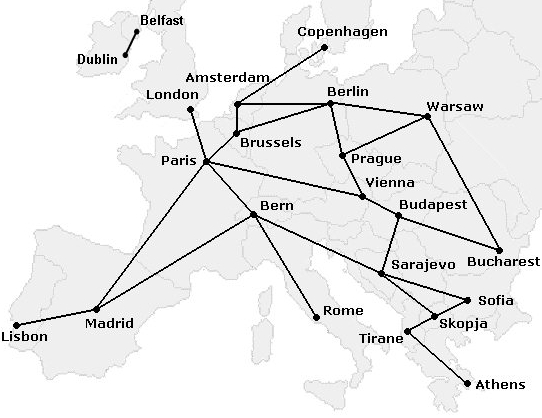 Belfast
Copenhagen
Dublin
Amsterdam
London
Berlin
Warsaw
Brussels
Paris
Prague
Vienna
Bern
Budapest
Sarajevo
Bucharest
Sofia
Rome
Skopja
Madrid
Lisbon
Tirane
Athens